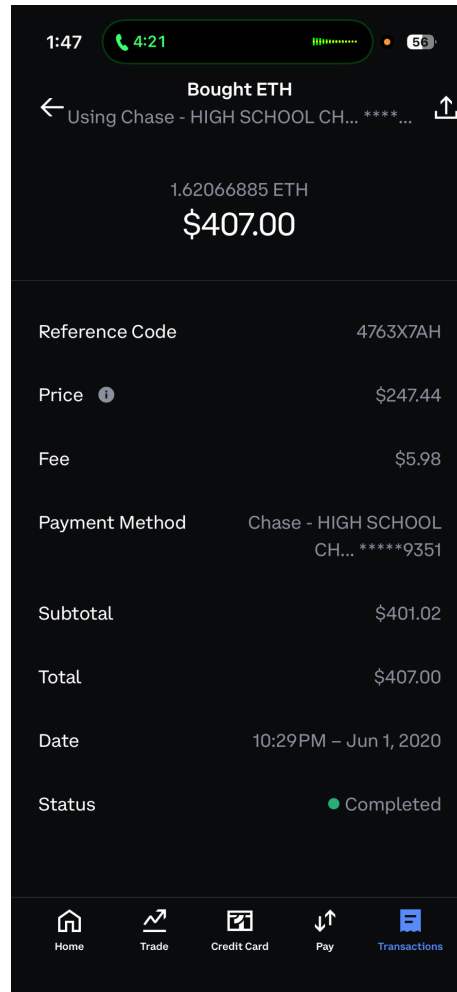 1:47
4:21
56
Bought ETH
Using Chase - HIGH SCHOOL CH... ****...
1.62066885 ETH
$407.00
Reference Code 4763X7AH
Price $247.44
Fee $5.98
Payment Method Chase - HIGH SCHOOL
CH... *****9351
Subtotal $401.02
Total $407.00
Date 10:29PM – Jun 1, 2020
Status Completed
Home Trade Credit Card Pay Transactions